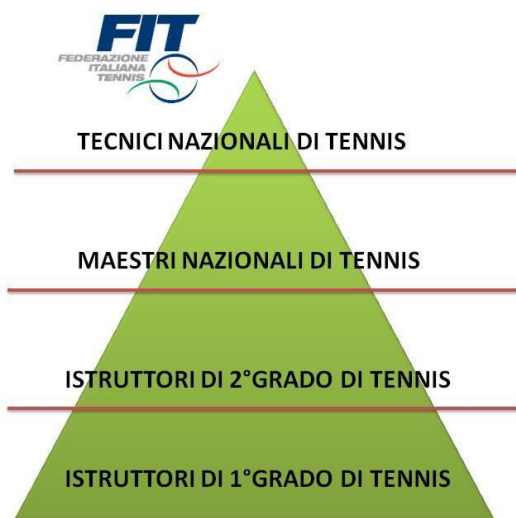 FIT
FEDERAZIONE
ITALIANA
TENNIS
TECNICI NAZIONALI DI TENNIS
MAESTRI NAZIONALI DI TENNIS
ISTRUTTORI DI 2°GRADO DI TENNIS
ISTRUTTORI DI 1°GRADO DI TENNIS